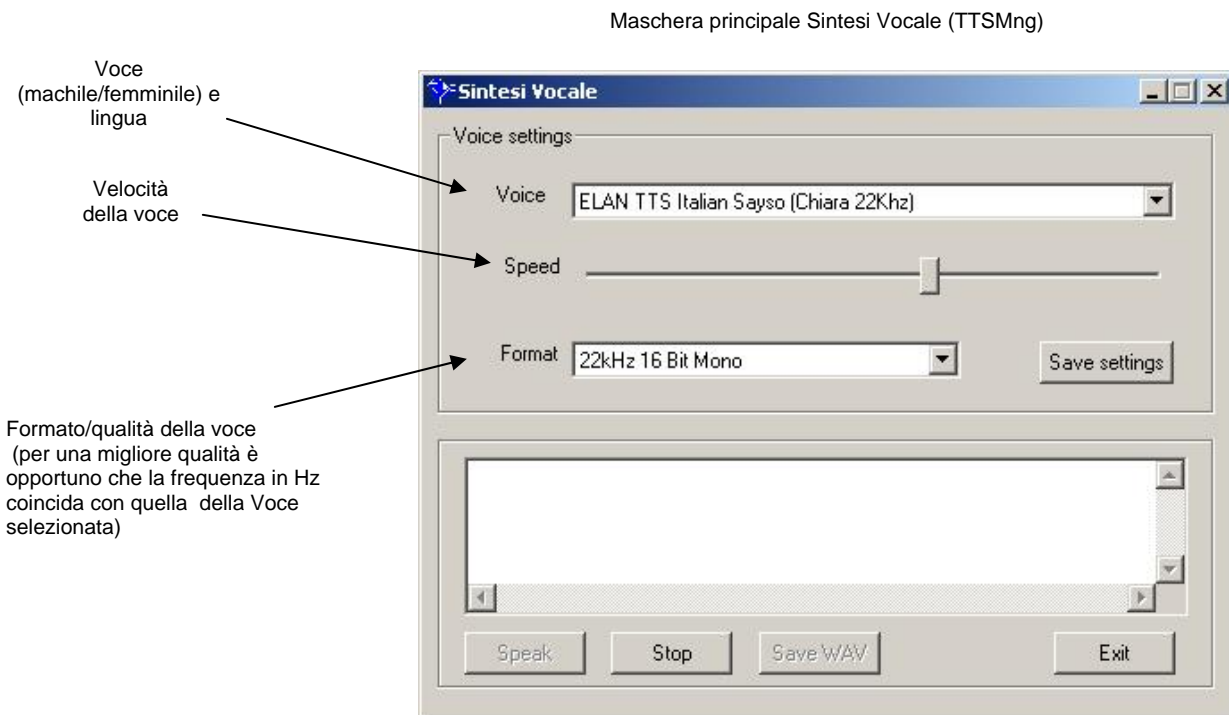 Maschera principale Sintesi Vocale (TTSMng)
Voce
(machile/femminile) e
lingua
Velocità
della voce
Formato/qualità della voce
(per una migliore qualità è
opportuno che la frequenza in Hz
coincida con quella della Voce
selezionata)
Sintesi Vocale
Voice settings
Voice
ELAN TTS Italian Sayso (Chiara 22Khz)
Speed
Format
22kHz 16 Bit Mono
Save settings
Speak
Stop
Save WAV
Exit